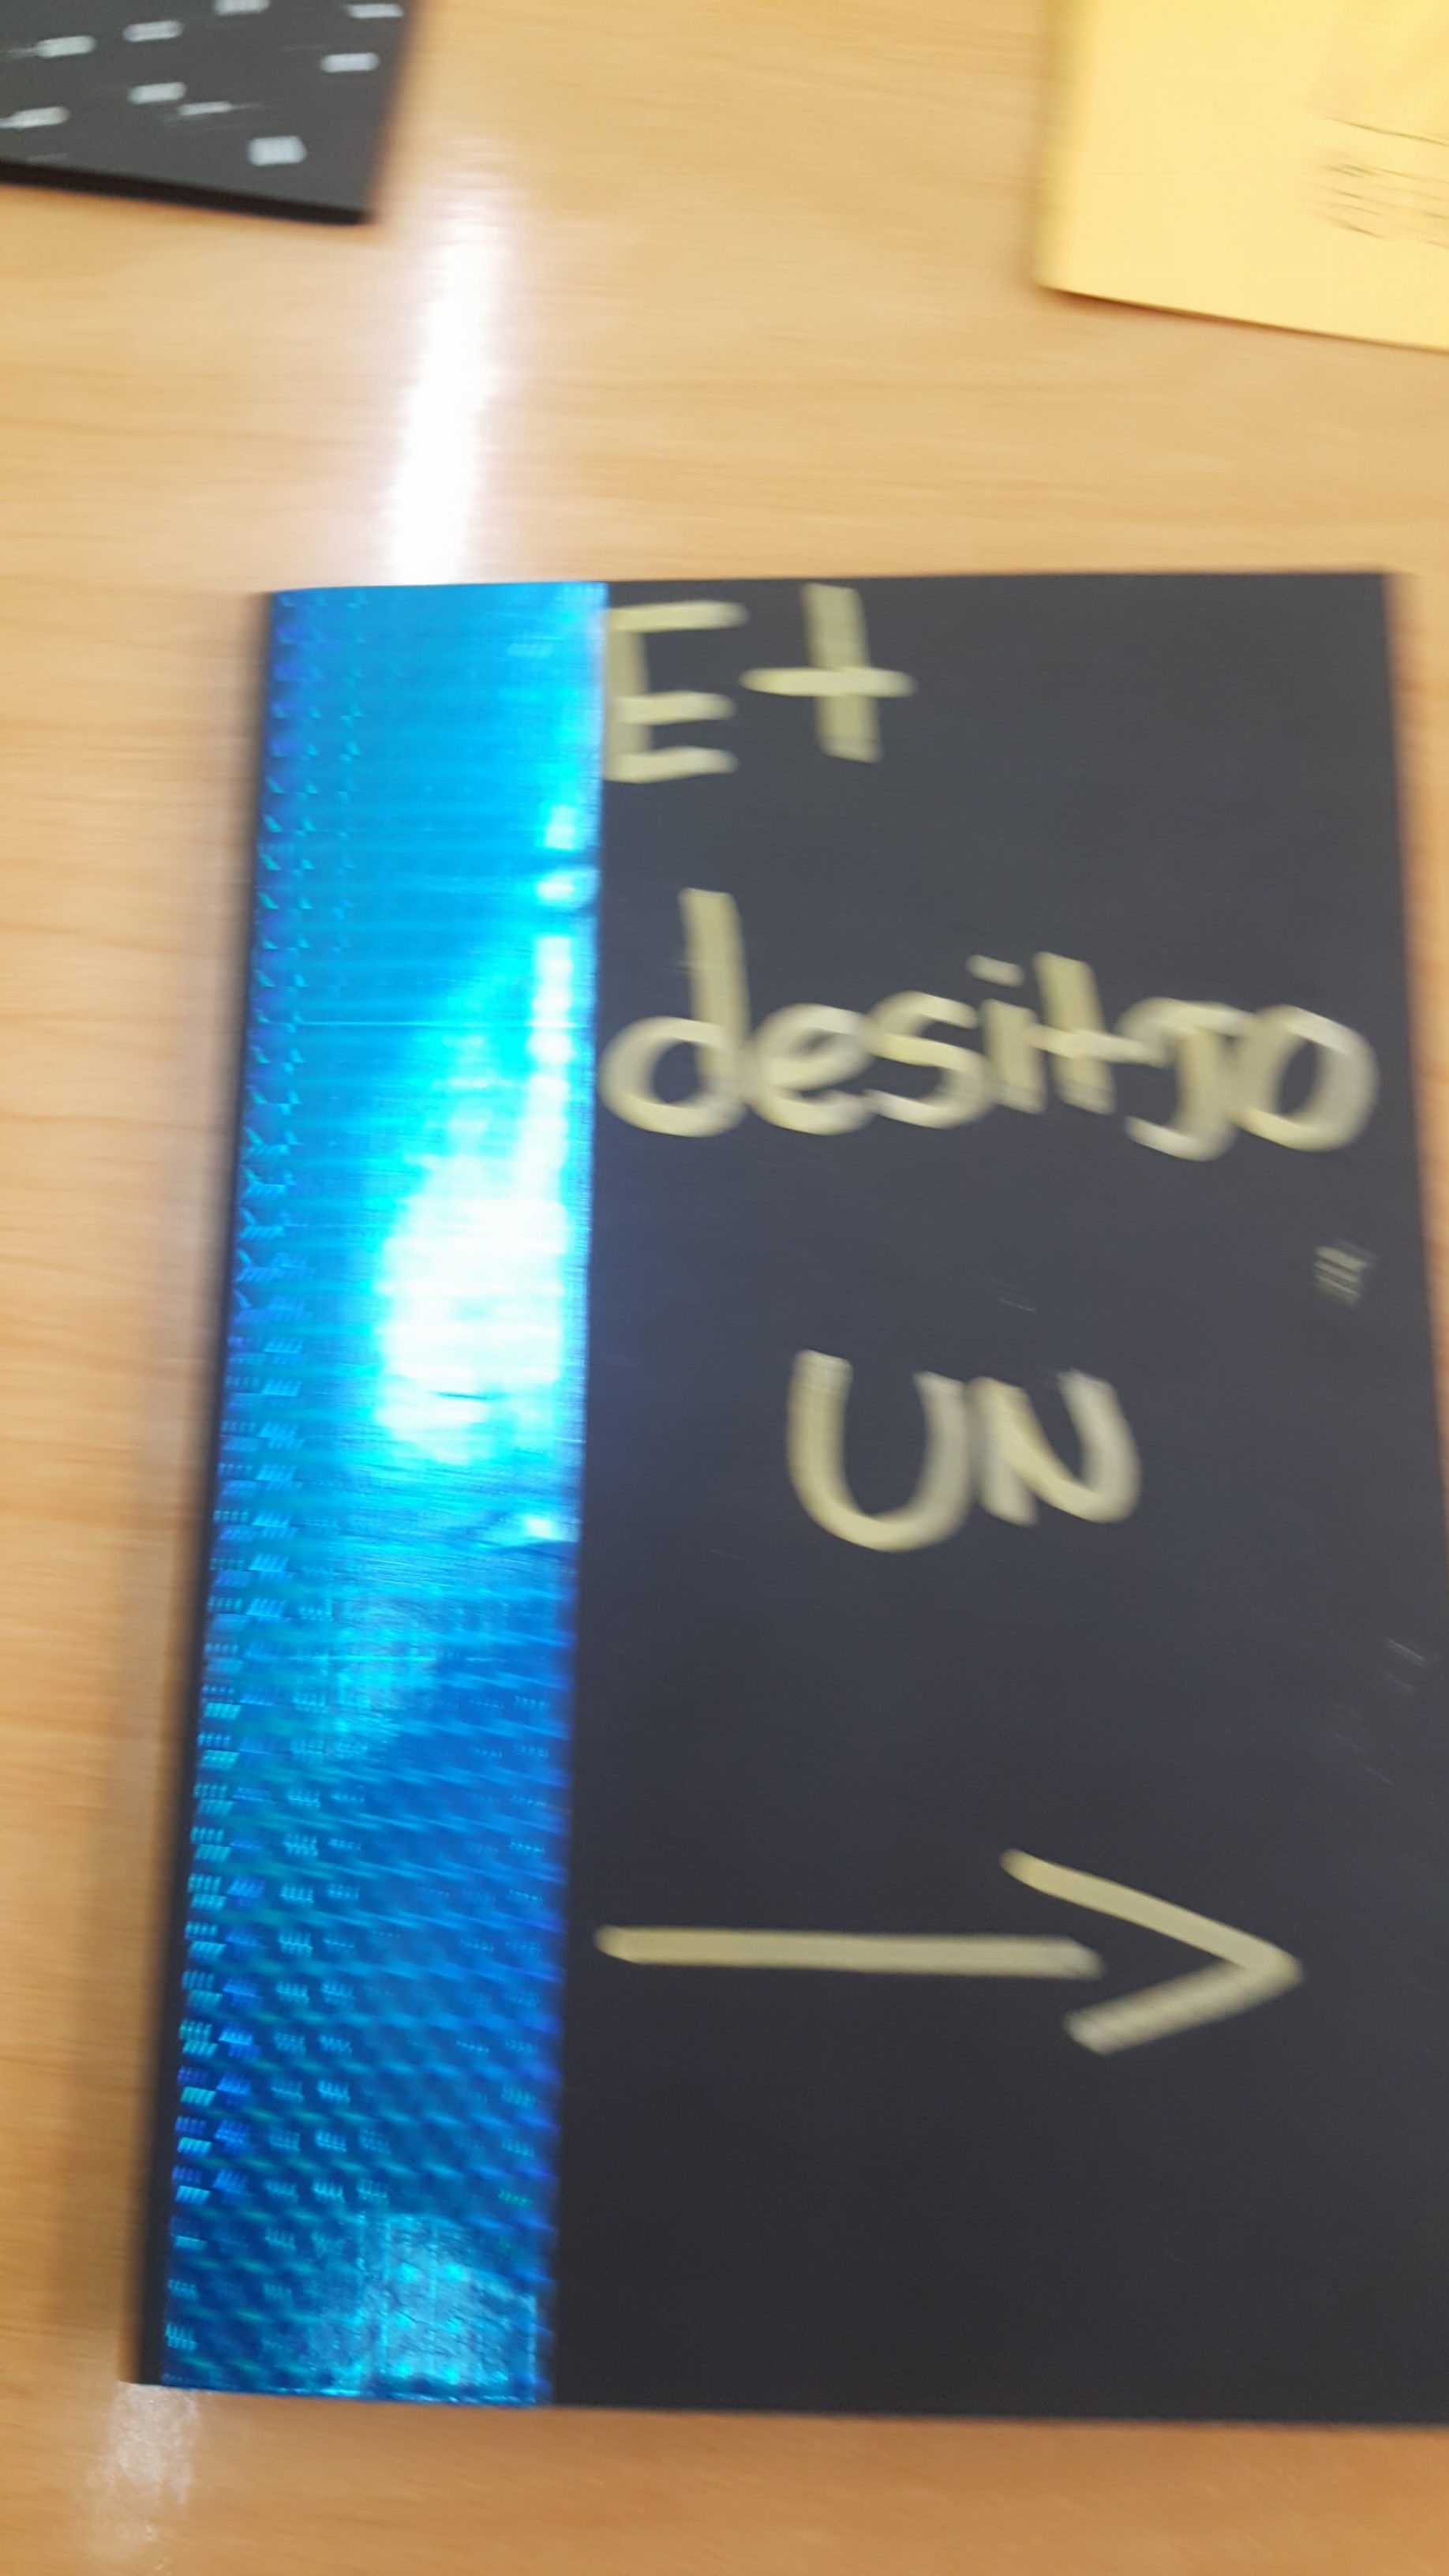 Et
desitjo
UN
→